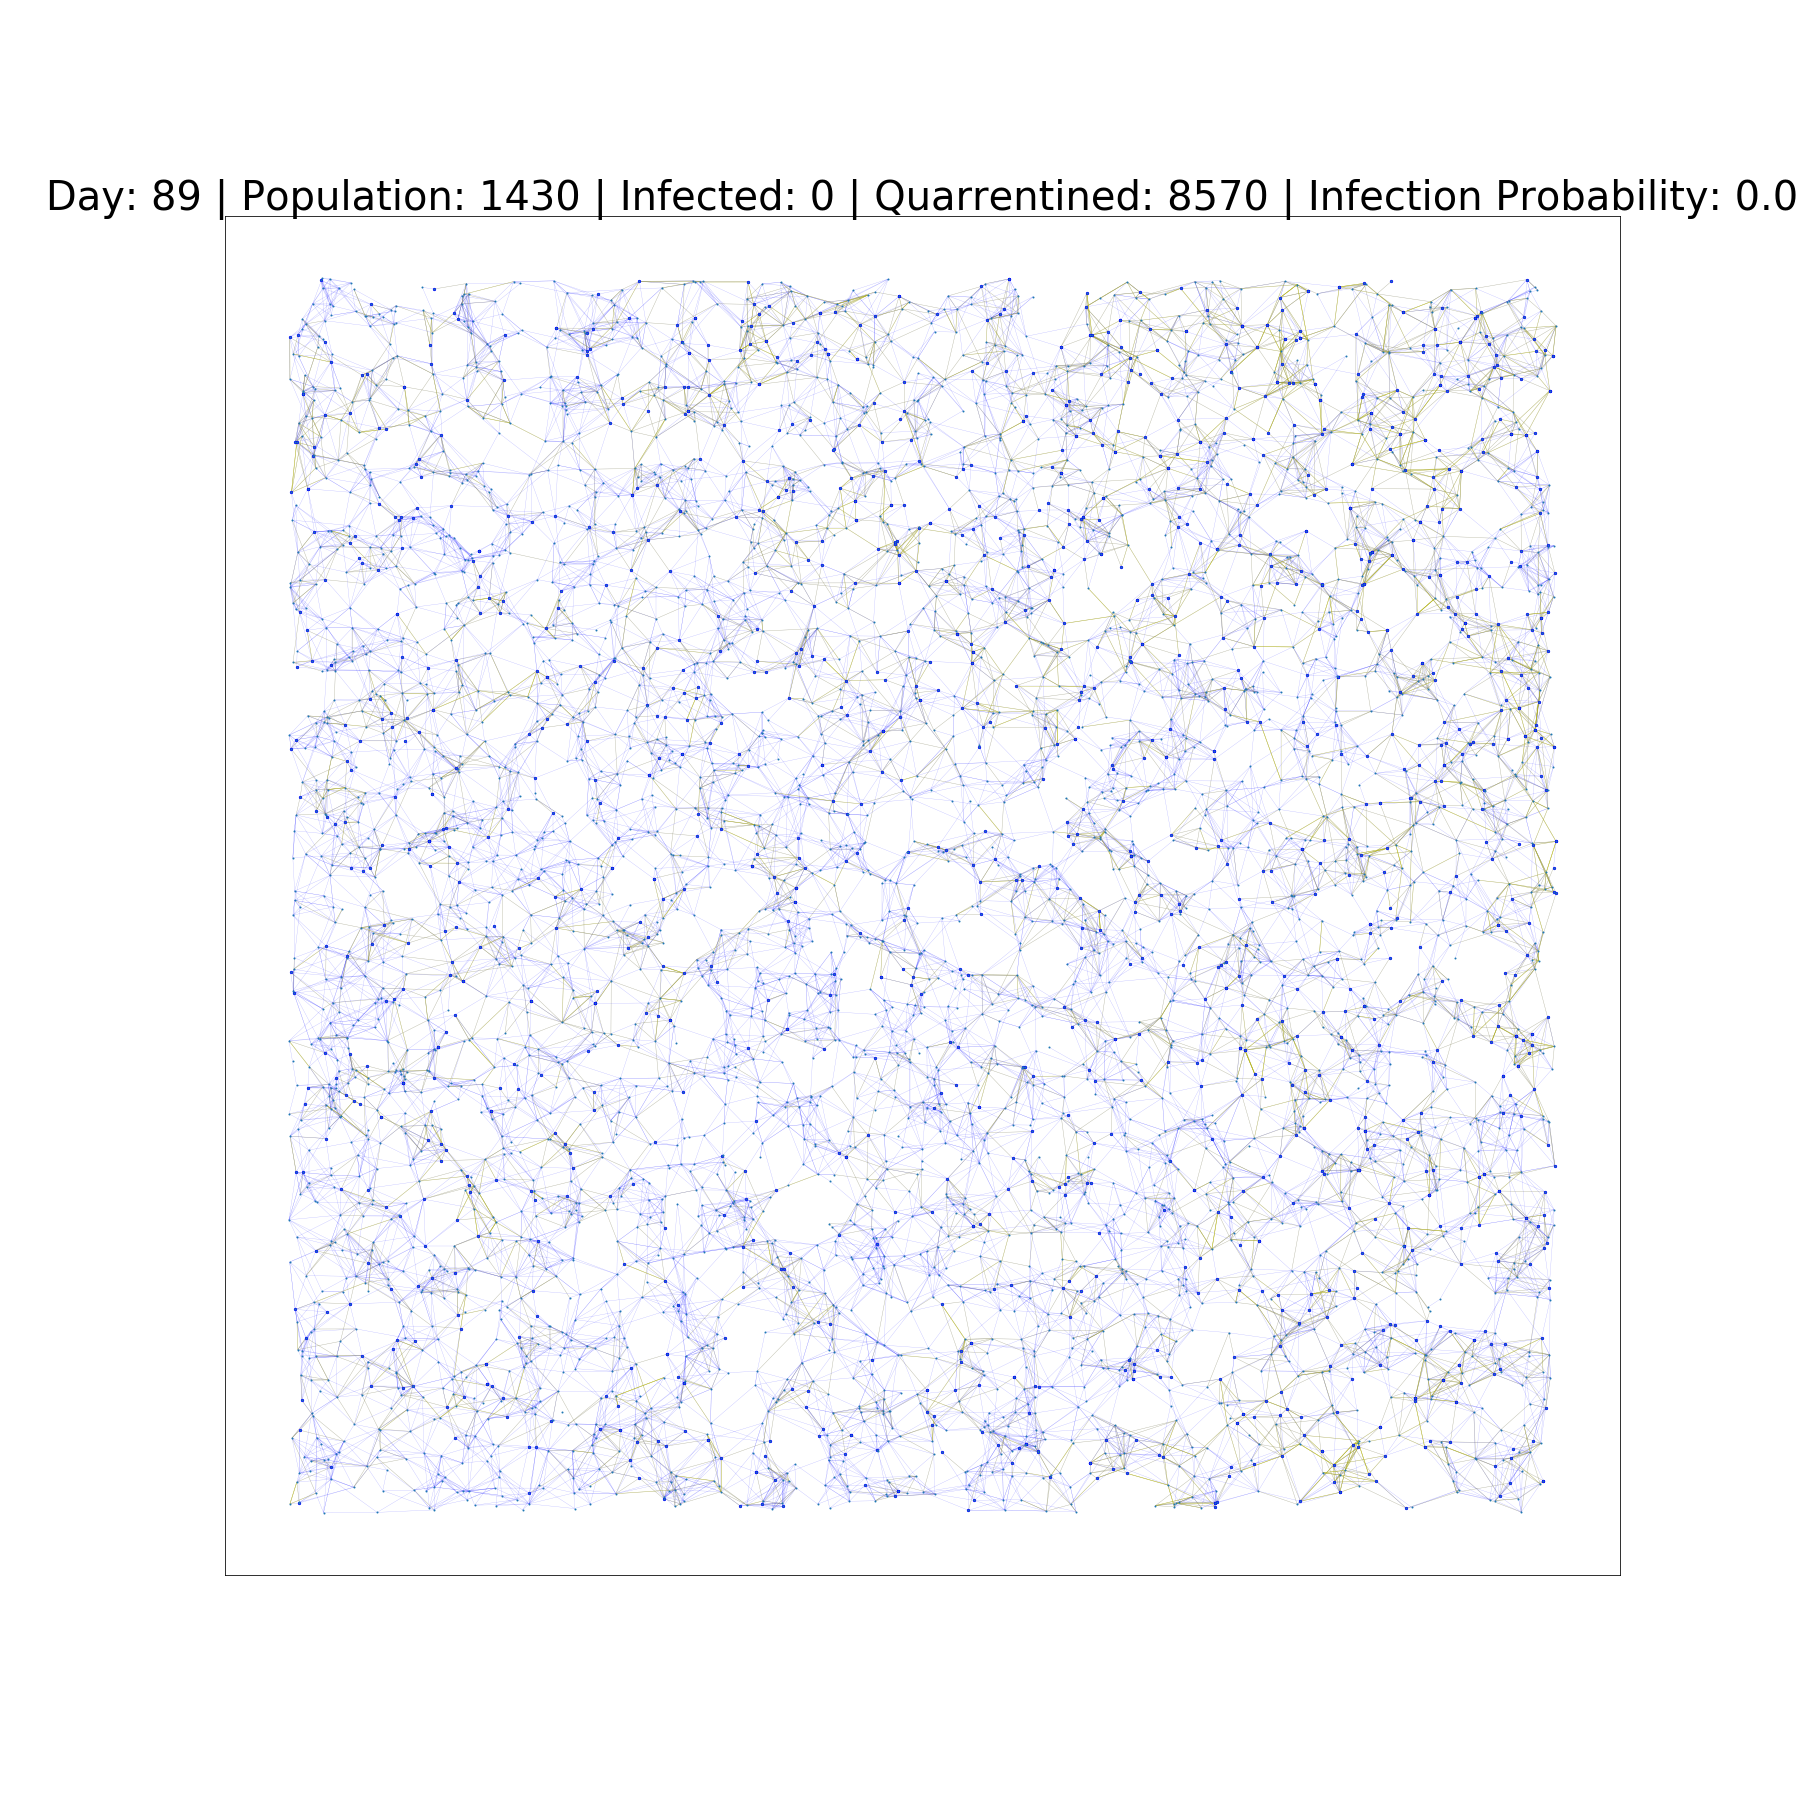 Day: 89 | Population: 1430 | Infected: 0 | Quarrentined: 8570 | Infection Probability: 0.0